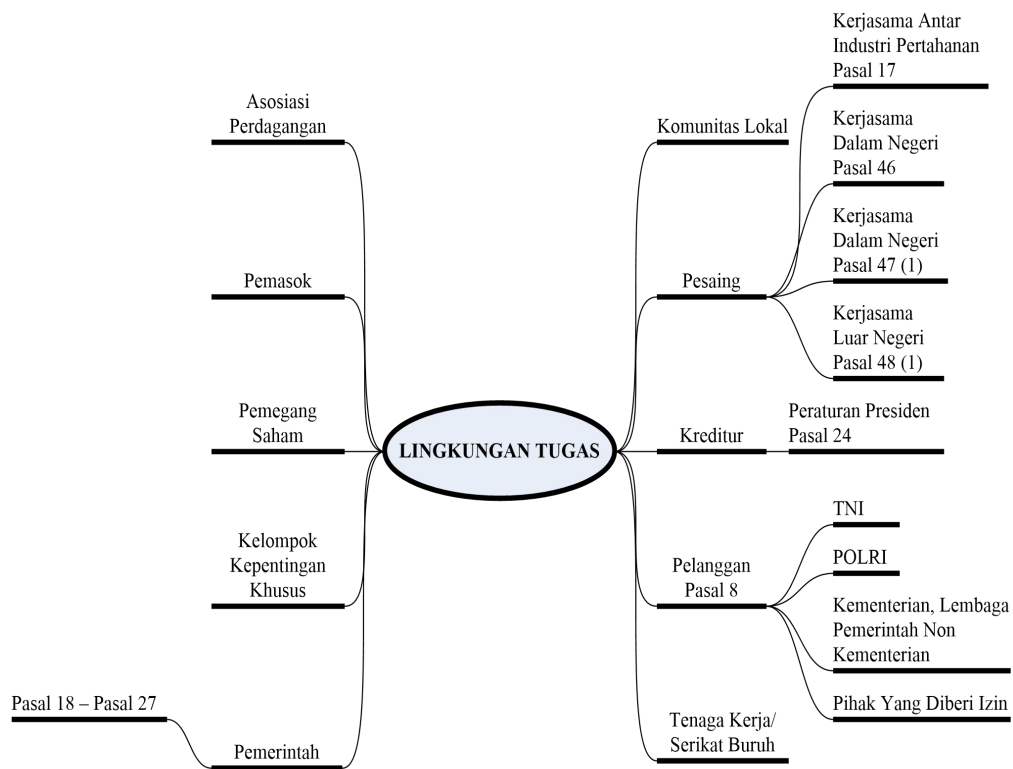 Asosiasi
Perdagangan
Pemasok
Pemegang
Saham
Kelompok
Kepentingan
Khusus
Pemerintah
Pasal 18 – Pasal 27
LINGKUNGAN TUGAS
Komunitas Lokal
Pesaing
Kerjasama Antar
Industri Pertahanan
Pasal 17
Kerjasama
Dalam Negeri
Pasal 46
Kerjasama
Dalam Negeri
Pasal 47 (1)
Kerjasama
Luar Negeri
Pasal 48 (1)
Kreditur
Peraturan Presiden
Pasal 24
Pelanggan
Pasal 8
TNI
POLRI
Kementerian, Lembaga
Pemerintah Non
Kementerian
Pihak Yang Diberi Izin
Tenaga Kerja/
Serikat Buruh